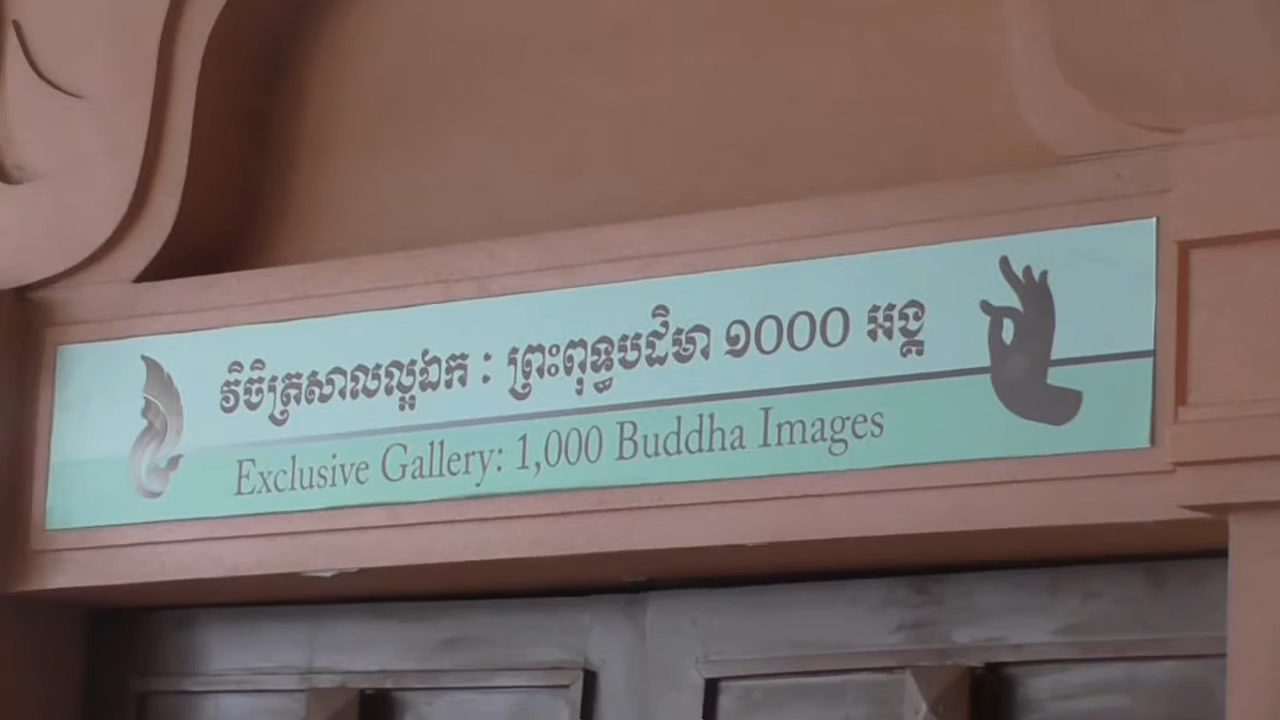 វិចិត្រសាលល្អឯក ៈ ព្រះពុទ្ធបដិមា ១០០០ អង្គ
Exclusive Gallery: 1,000 Buddha Images